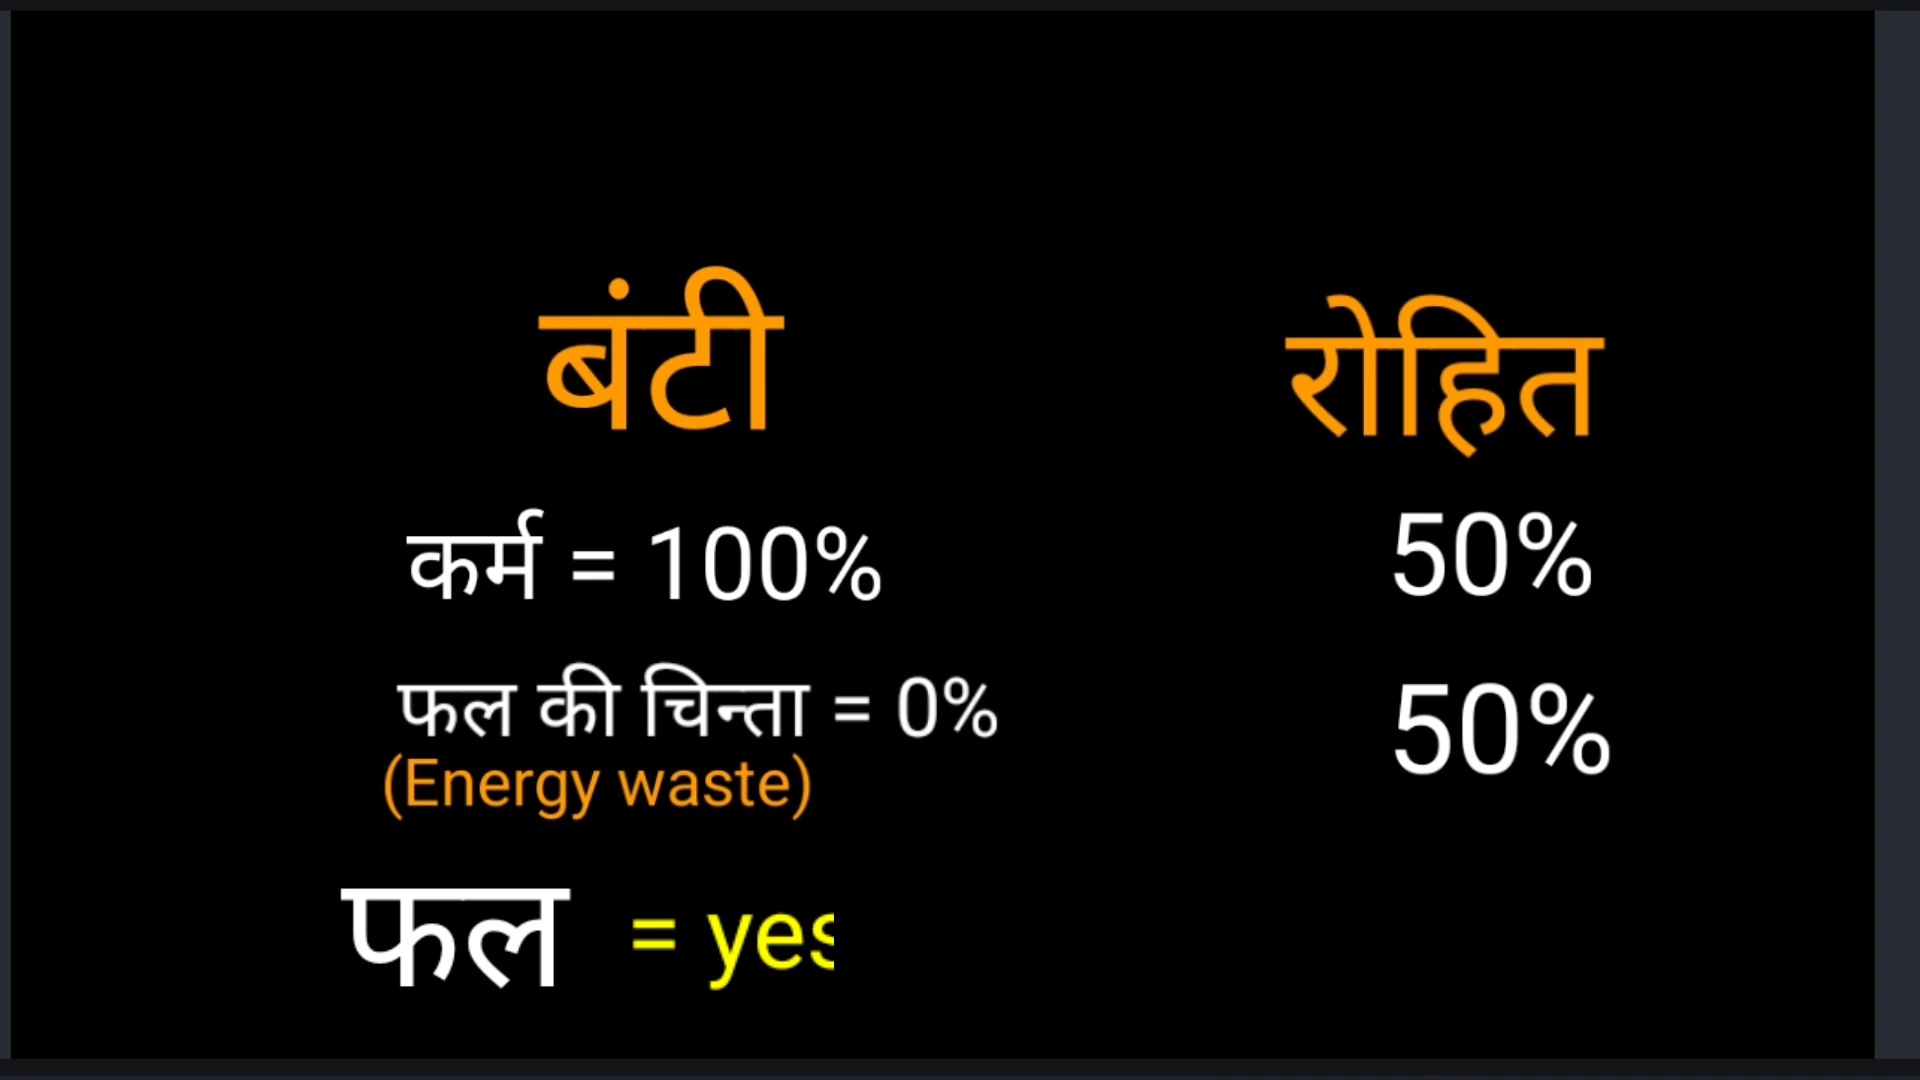 बंटी रोहित
कर्म = 100% 50%
फल की चिन्ता = 0% 50%
(Energy waste)
फल = yes